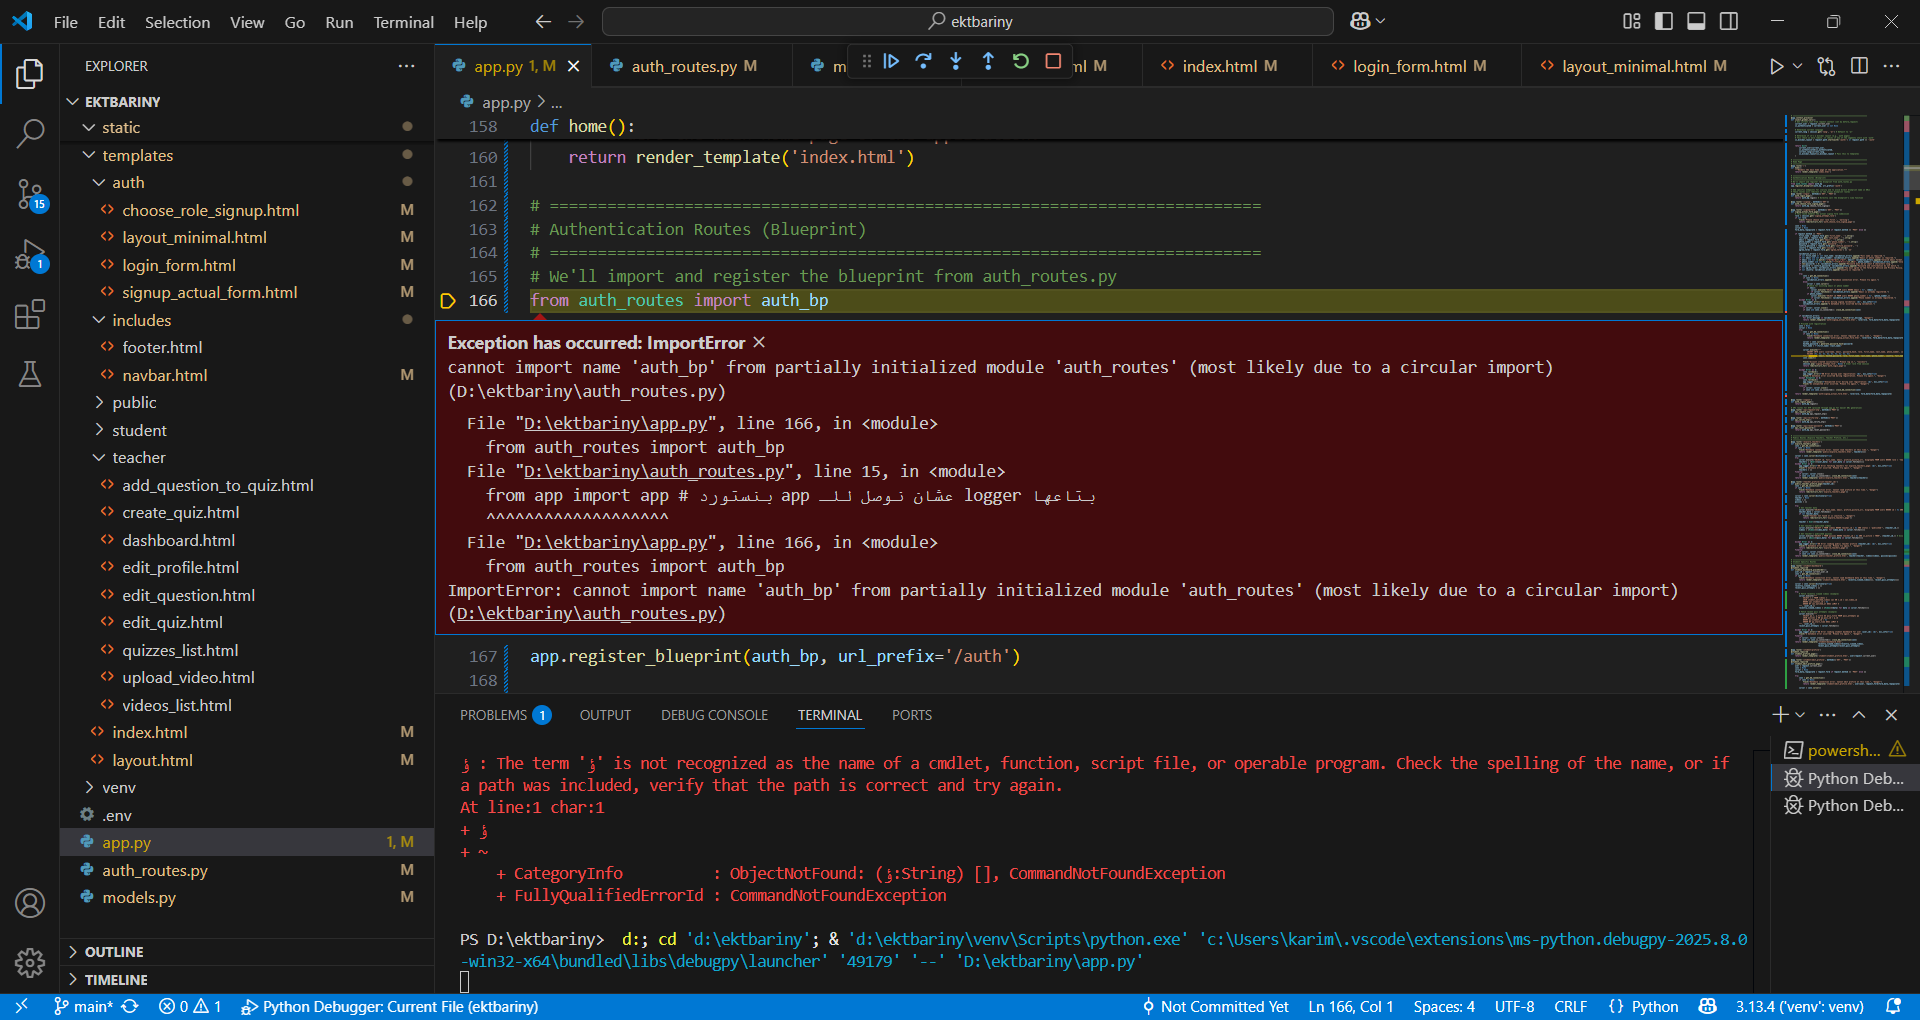 File Edit Selection View Go Run Terminal Help
ektbariny
EXPLORER
EKTBARINY
static
templates
auth
choose_role_signup.html M
layout_minimal.html M
login_form.html M
signup_actual_form.html M
includes
footer.html
navbar.html M
public
student
teacher
add_question_to_quiz.html
create_quiz.html
dashboard.html
edit_profile.html
edit_question.html
edit_quiz.html
quizzes_list.html
upload_video.html
videos_list.html
index.html M
layout.html M
venv
.env
app.py 1, M
auth_routes.py M
models.py M
OUTLINE
TIMELINE
15
1
app.py 1, M
auth_routes.py M
m
ml M
index.html M
login_form.html M
layout_minimal.html M
app.py > ...
158 def home():
160 return render_template('index.html')
161
162 # ==========================================================================
163 # Authentication Routes (Blueprint)
164 # ==========================================================================
165 # We'll import and register the blueprint from auth_routes.py
166 from auth_routes import auth_bp
Exception has occurred: ImportError
cannot import name 'auth_bp' from partially initialized module 'auth_routes' (most likely due to a circular import)
(D:\ektbariny\auth_routes.py)
File "D:\ektbariny\app.py", line 166, in <module>
from auth_routes import auth_bp
File "D:\ektbariny\auth_routes.py", line 15, in <module>
from app import app # بنستورد app عشان نوصل للـ logger بتاعها
^^^^^^^^^^^^^^^^^^^
File "D:\ektbariny\app.py", line 166, in <module>
from auth_routes import auth_bp
ImportError: cannot import name 'auth_bp' from partially initialized module 'auth_routes' (most likely due to a circular import)
(D:\ektbariny\auth_routes.py)
167 app.register_blueprint(auth_bp, url_prefix='/auth')
168
PROBLEMS 1 OUTPUT DEBUG CONSOLE TERMINAL PORTS
ؤ : The term 'ؤ' is not recognized as the name of a cmdlet, function, script file, or operable program. Check the spelling of the name, or if
a path was included, verify that the path is correct and try again.
At line:1 char:1
+ ؤ
+ ~
+ CategoryInfo : ObjectNotFound: (ؤ:String) [], CommandNotFoundException
+ FullyQualifiedErrorId : CommandNotFoundException
PS D:\ektbariny> d:; cd 'd:\ektbariny'; & 'd:\ektbariny\venv\Scripts\python.exe' 'c:\Users\karim\.vscode\extensions\ms-python.debugpy-2025.8.0
-win32-x64\bundled\libs\debugpy\launcher' '49179' '--' 'D:\ektbariny\app.py'
powersh...
Python Deb...
Python Deb...
main* 0 1 Python Debugger: Current File (ektbariny) Not Committed Yet Ln 166, Col 1 Spaces: 4 UTF-8 CRLF {} Python 3.13.4 ('venv': venv)